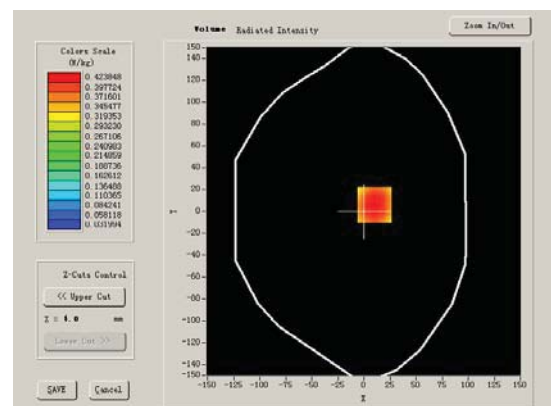 Volume Radiated Intensity
Zoom In/Out
Colors Scale
(W/kg)
0.423848
0.397724
0.371601
0.345477
0.319353
0.293230
0.267106
0.240983
0.214859
0.188736
0.162612
0.136488
0.110365
0.084241
0.058118
0.031994
Z-Cuts Control
<< Upper Cut
Z = 4.0 mm
Lower Cut >>
SAVE
Cancel
150
140
120
100
80
60
40
20
0
-20
-40
-60
-80
-100
-120
-140
-150
Y
-150 -125 -100 -75 -50 -25 0 25 50 75 100 125 150
X